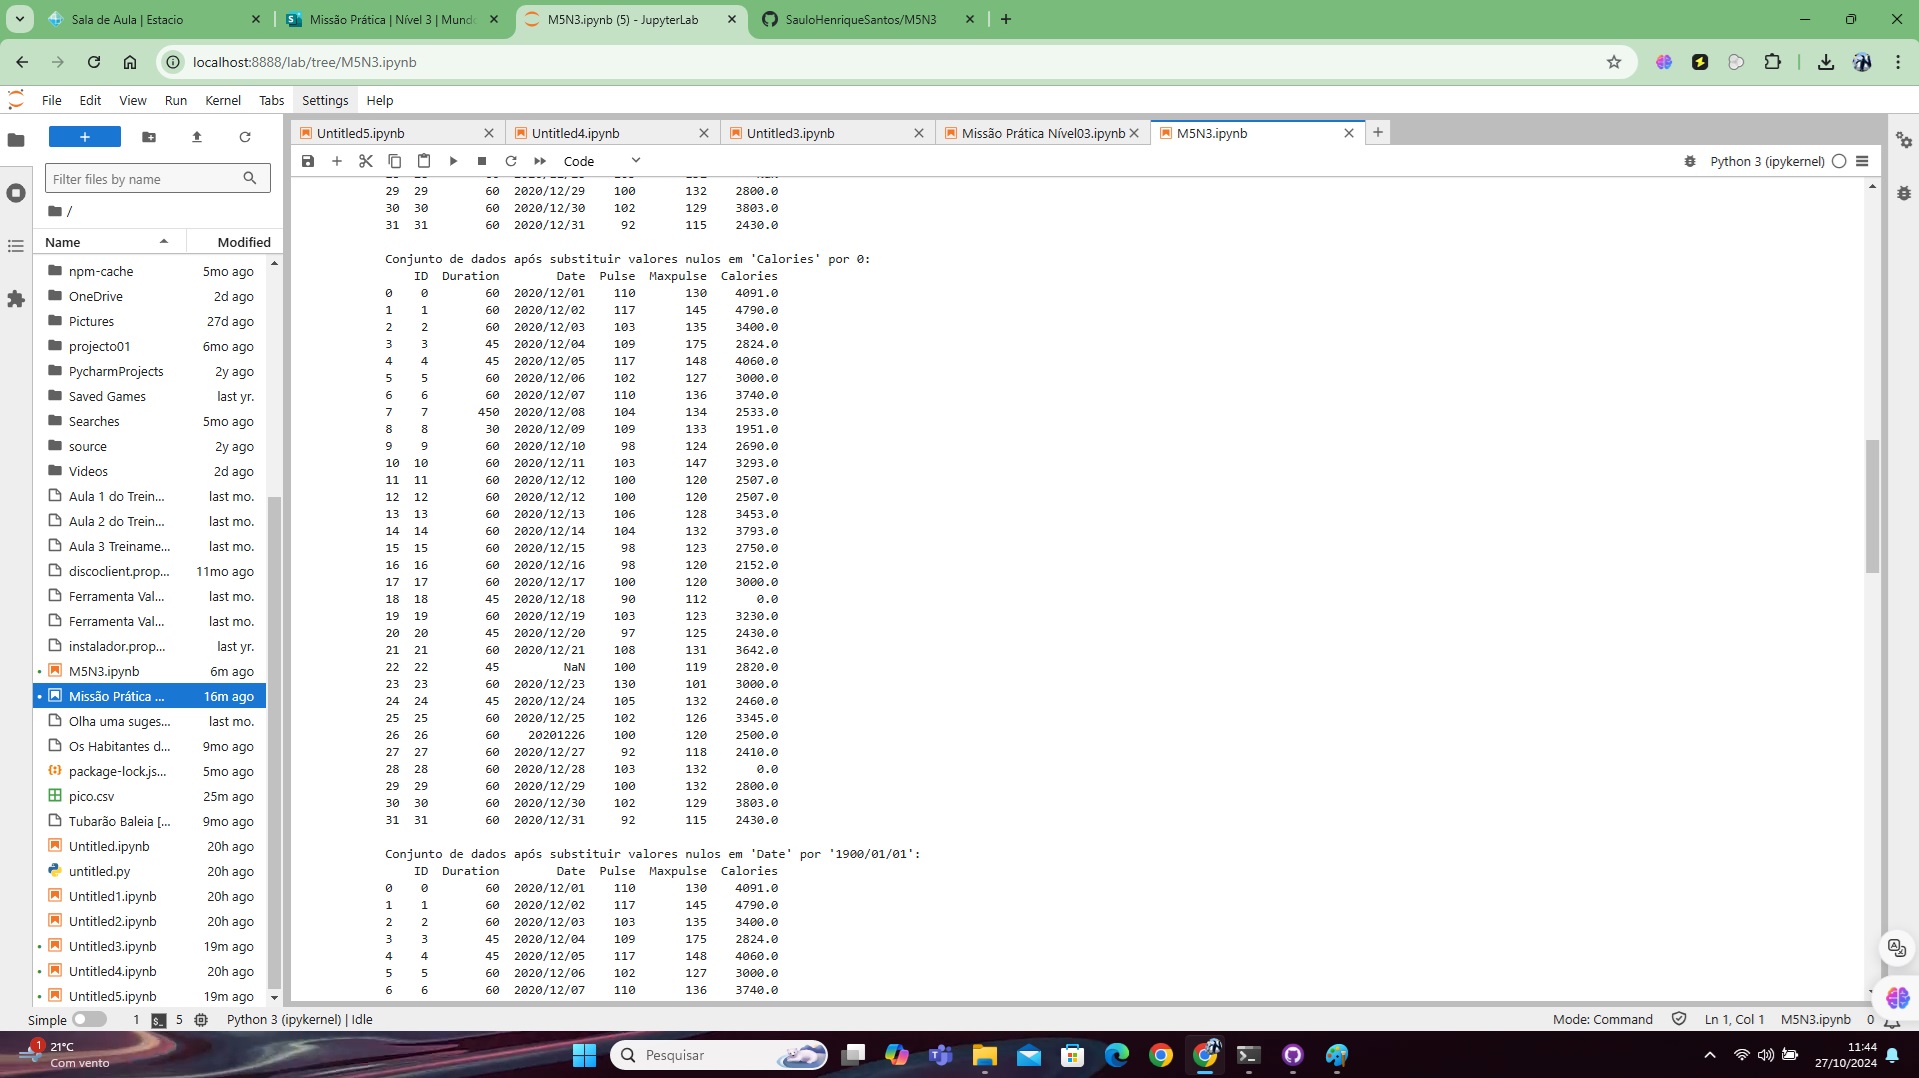 Sala de Aula | Estacio
Missão Prática | Nível 3 | Mund
M5N3.ipynb (5) - JupyterLab
SauloHenriqueSantos/M5N3
localhost:8888/lab/tree/M5N3.ipynb
File Edit View Run Kernel Tabs Settings Help
Untitled5.ipynb
Untitled4.ipynb
Untitled3.ipynb
Missão Prática Nível03.ipynb
M5N3.ipynb
Code
Python 3 (ipykernel)
Filter files by name
/
Name Modified
npm-cache 5mo ago
OneDrive 2d ago
Pictures 27d ago
projecto01 6mo ago
PycharmProjects 2y ago
Saved Games last yr.
Searches 5mo ago
source 2y ago
Videos 2d ago
Aula 1 do Trein... last mo.
Aula 2 do Trein... last mo.
Aula 3 Treiname... last mo.
discoclient.prop... 11mo ago
Ferramenta Val... last mo.
Ferramenta Val... last mo.
instalador.prop... last yr.
M5N3.ipynb 6m ago
Missão Prática ... 16m ago
Olha uma suges... last mo.
Os Habitantes d... 9mo ago
package-lock.js... 5mo ago
pico.csv 25m ago
Tubarão Baleia [... 9mo ago
Untitled.ipynb 20h ago
untitled.py 20h ago
Untitled1.ipynb 20h ago
Untitled2.ipynb 20h ago
Untitled3.ipynb 19m ago
Untitled4.ipynb 20h ago
Untitled5.ipynb 19m ago
29 29 60 2020/12/29 100 132 2800.0
30 30 60 2020/12/30 102 129 3803.0
31 31 60 2020/12/31 92 115 2430.0
Conjunto de dados após substituir valores nulos em 'Calories' por 0:
ID Duration Date Pulse Maxpulse Calories
0 0 60 2020/12/01 110 130 4091.0
1 1 60 2020/12/02 117 145 4790.0
2 2 60 2020/12/03 103 135 3400.0
3 3 45 2020/12/04 109 175 2824.0
4 4 45 2020/12/05 117 148 4060.0
5 5 60 2020/12/06 102 127 3000.0
6 6 60 2020/12/07 110 136 3740.0
7 7 450 2020/12/08 104 134 2533.0
8 8 30 2020/12/09 109 133 1951.0
9 9 60 2020/12/10 98 124 2690.0
10 10 60 2020/12/11 103 147 3293.0
11 11 60 2020/12/12 100 120 2507.0
12 12 60 2020/12/12 100 120 2507.0
13 13 60 2020/12/13 106 128 3453.0
14 14 60 2020/12/14 104 132 3793.0
15 15 60 2020/12/15 98 123 2750.0
16 16 60 2020/12/16 98 120 2152.0
17 17 60 2020/12/17 100 120 3000.0
18 18 45 2020/12/18 90 112 0.0
19 19 60 2020/12/19 103 123 3230.0
20 20 45 2020/12/20 97 125 2430.0
21 21 60 2020/12/21 108 131 3642.0
22 22 45 NaN 100 119 2820.0
23 23 60 2020/12/23 130 101 3000.0
24 24 45 2020/12/24 105 132 2460.0
25 25 60 2020/12/25 102 126 3345.0
26 26 60 20201226 100 120 2500.0
27 27 60 2020/12/27 92 118 2410.0
28 28 60 2020/12/28 103 132 0.0
29 29 60 2020/12/29 100 132 2800.0
30 30 60 2020/12/30 102 129 3803.0
31 31 60 2020/12/31 92 115 2430.0
Conjunto de dados após substituir valores nulos em 'Date' por '1900/01/01':
ID Duration Date Pulse Maxpulse Calories
0 0 60 2020/12/01 110 130 4091.0
1 1 60 2020/12/02 117 145 4790.0
2 2 60 2020/12/03 103 135 3400.0
3 3 45 2020/12/04 109 175 2824.0
4 4 45 2020/12/05 117 148 4060.0
5 5 60 2020/12/06 102 127 3000.0
6 6 60 2020/12/07 110 136 3740.0
Simple 1 5 Python 3 (ipykernel) | Idle
Mode: Command Ln 1, Col 1 M5N3.ipynb 0
1
21°C
Com vento
Pesquisar
11:44
27/10/2024